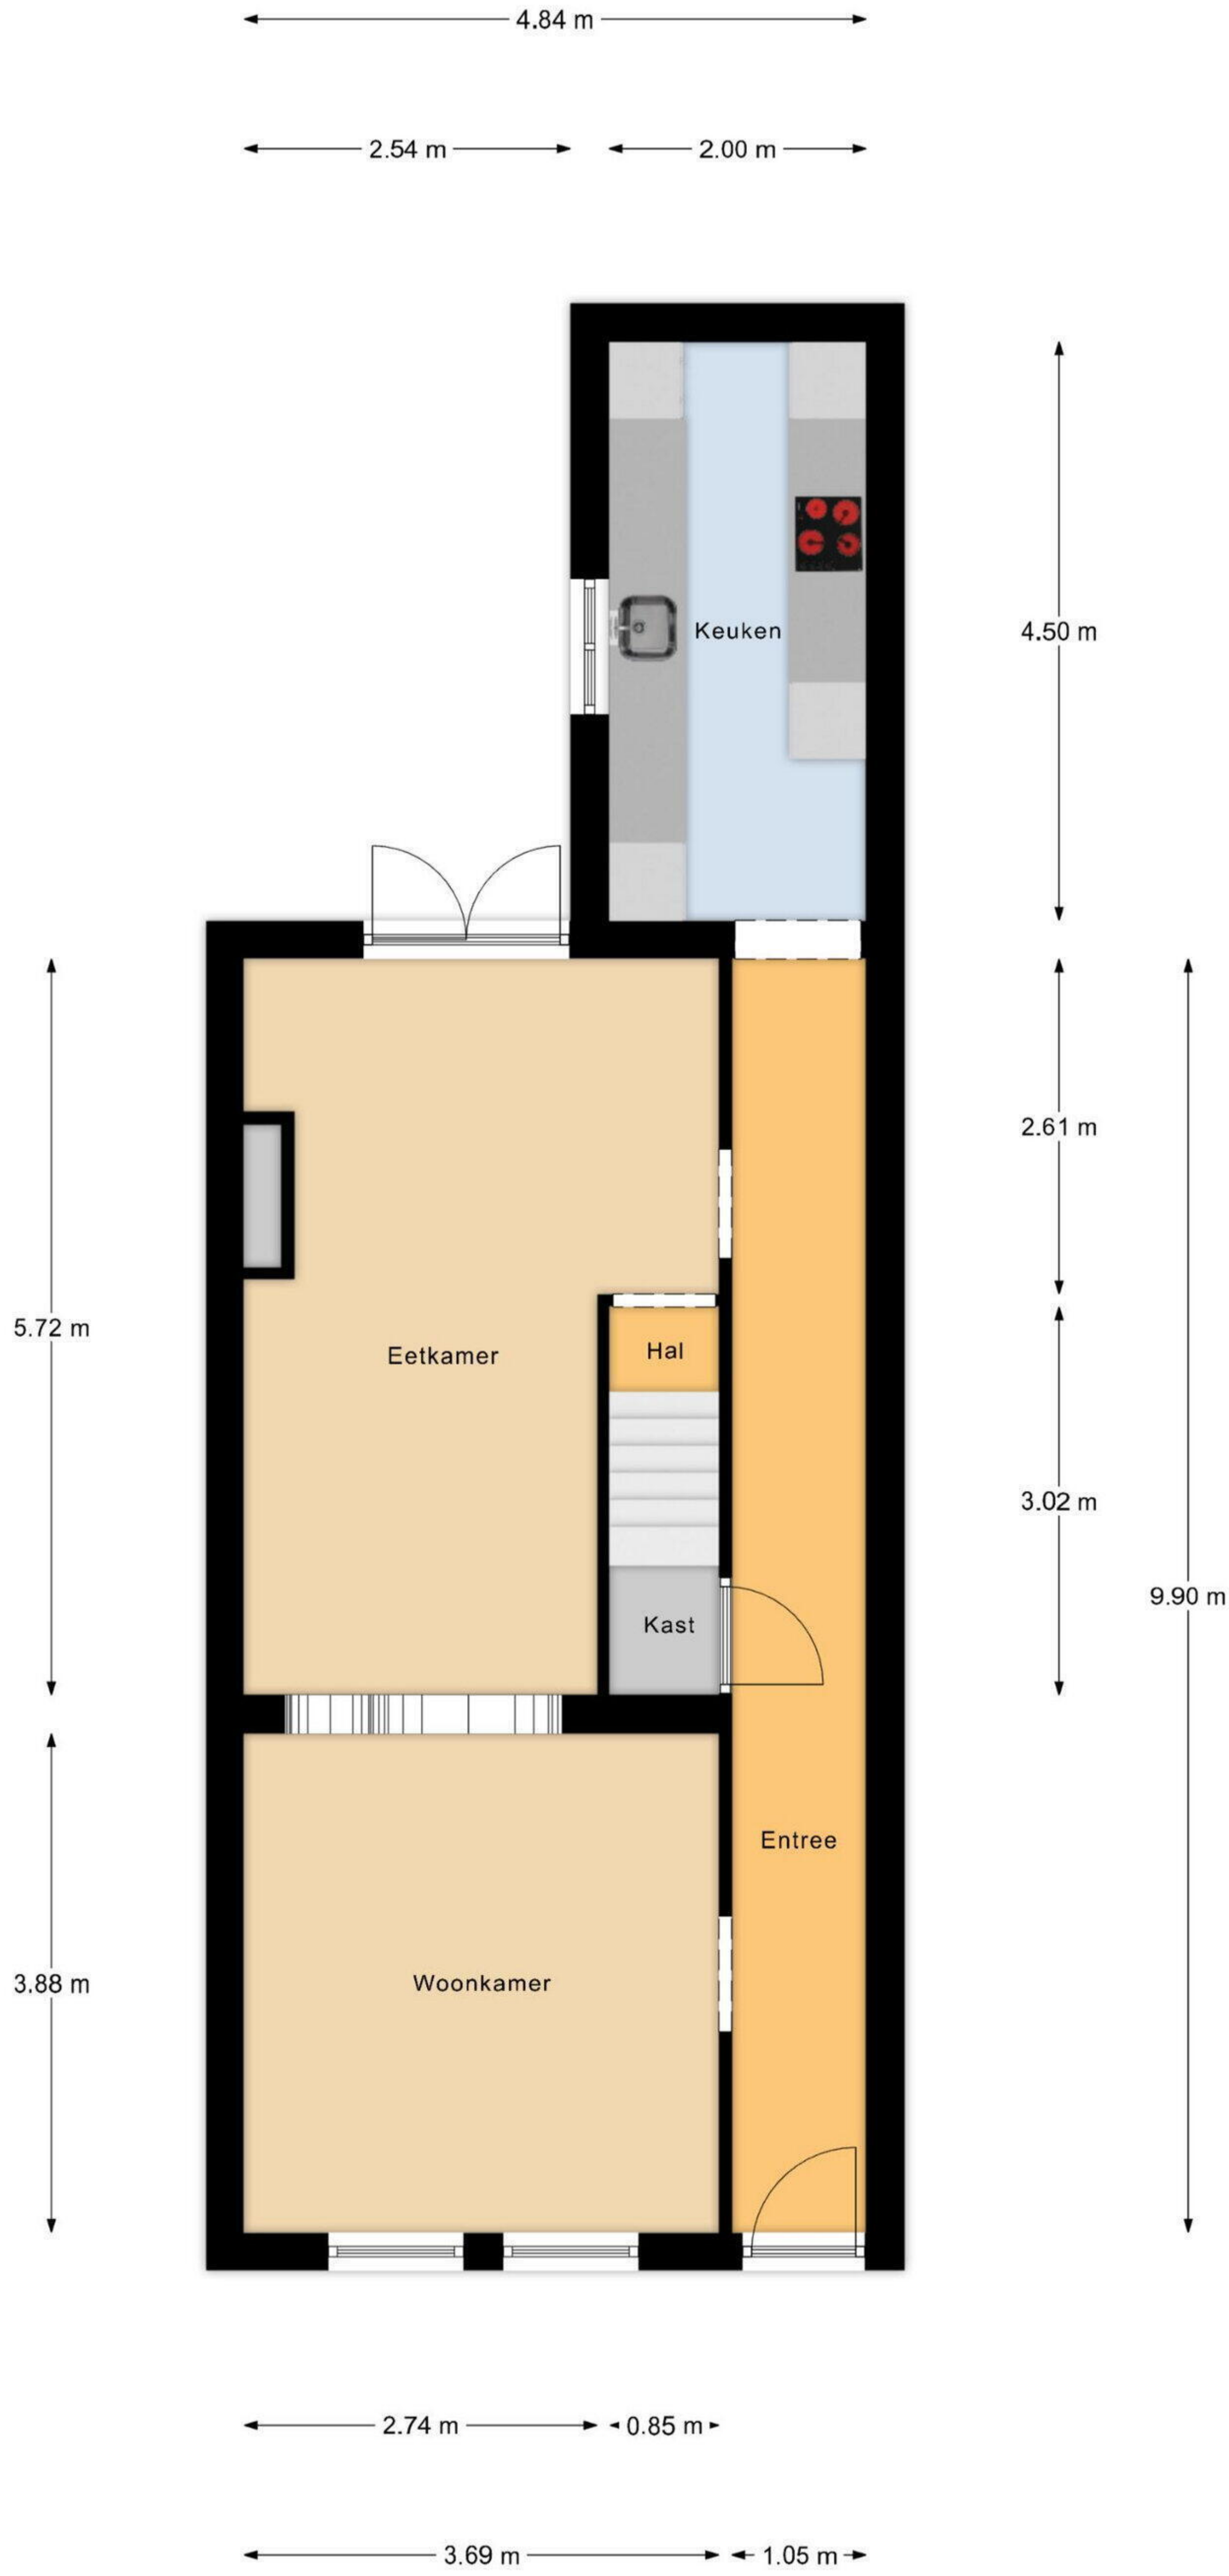 4.84 m
2.54 m
2.00 m
Keuken
4.50 m
2.61 m
5.72 m
Eetkamer
Hal
3.02 m
9.90 m
Kast
Entree
3.88 m
Woonkamer
2.74 m
0.85 m
3.69 m
1.05 m